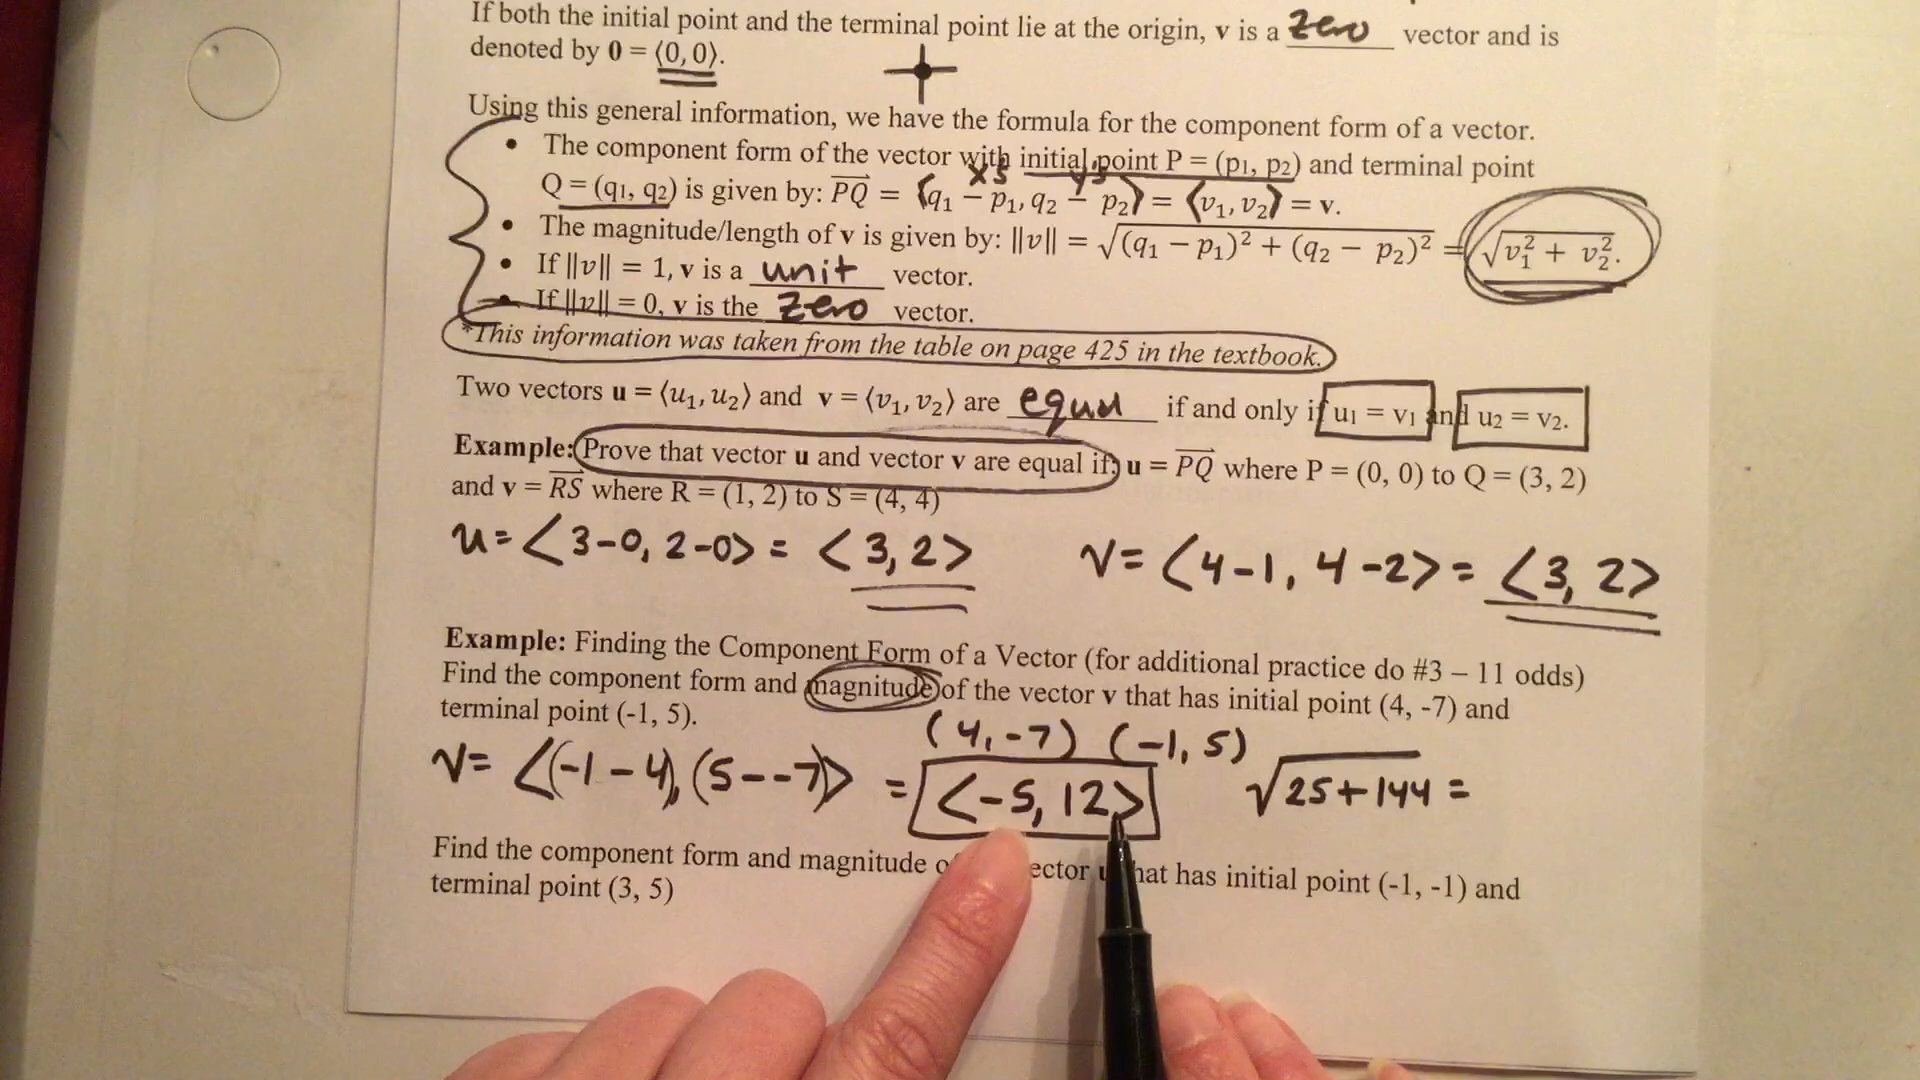 If both the initial point and the terminal point lie at the origin, v is a zero vector and is
denoted by 0 = ⟨0, 0⟩.
Using this general information, we have the formula for the component form of a vector.
• The component form of the vector with initial point P = (p1, p2) and terminal point
x's y's
Q = (q1, q2) is given by: PQ = ⟨q1 − p1, q2 − p2⟩ = ⟨v1, v2⟩ = v.
• The magnitude/length of v is given by: ||v|| = √(q1 − p1)² + (q2 − p2)² = √v1² + v2².
• If ||v|| = 1, v is a unit vector.
• If ||v|| = 0, v is the zero vector.
*This information was taken from the table on page 425 in the textbook.
Two vectors u = ⟨u1, u2⟩ and v = ⟨v1, v2⟩ are equal if and only if u1 = v1 and u2 = v2.
Example: Prove that vector u and vector v are equal if: u = PQ where P = (0, 0) to Q = (3, 2)
and v = RS where R = (1, 2) to S = (4, 4)
u = <3-0, 2-0> = <3, 2> v = <4-1, 4-2> = <3, 2>
Example: Finding the Component Form of a Vector (for additional practice do #3 – 11 odds)
Find the component form and magnitude of the vector v that has initial point (4, -7) and
terminal point (-1, 5).
(4, -7) (-1, 5)
v = <(-1-4), (5--7)> = <-5, 12> √25+144 =
Find the component form and magnitude ector that has initial point (-1, -1) and
terminal point (3, 5)